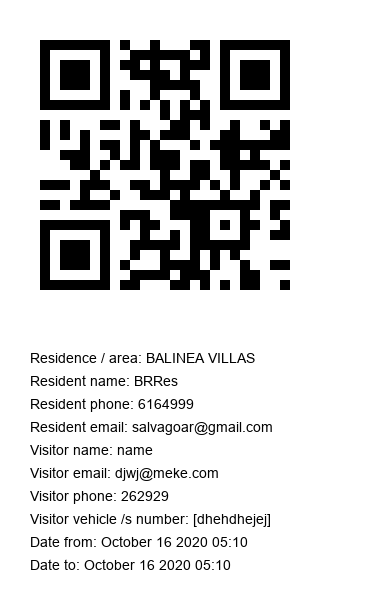 Residence / area: BALINEA VILLAS
Resident name: BRRes
Resident phone: 6164999
Resident email: salvagoar@gmail.com
Visitor name: name
Visitor email: djwj@meke.com
Visitor phone: 262929
Visitor vehicle /s number: [dhehdhejej]
Date from: October 16 2020 05:10
Date to: October 16 2020 05:10